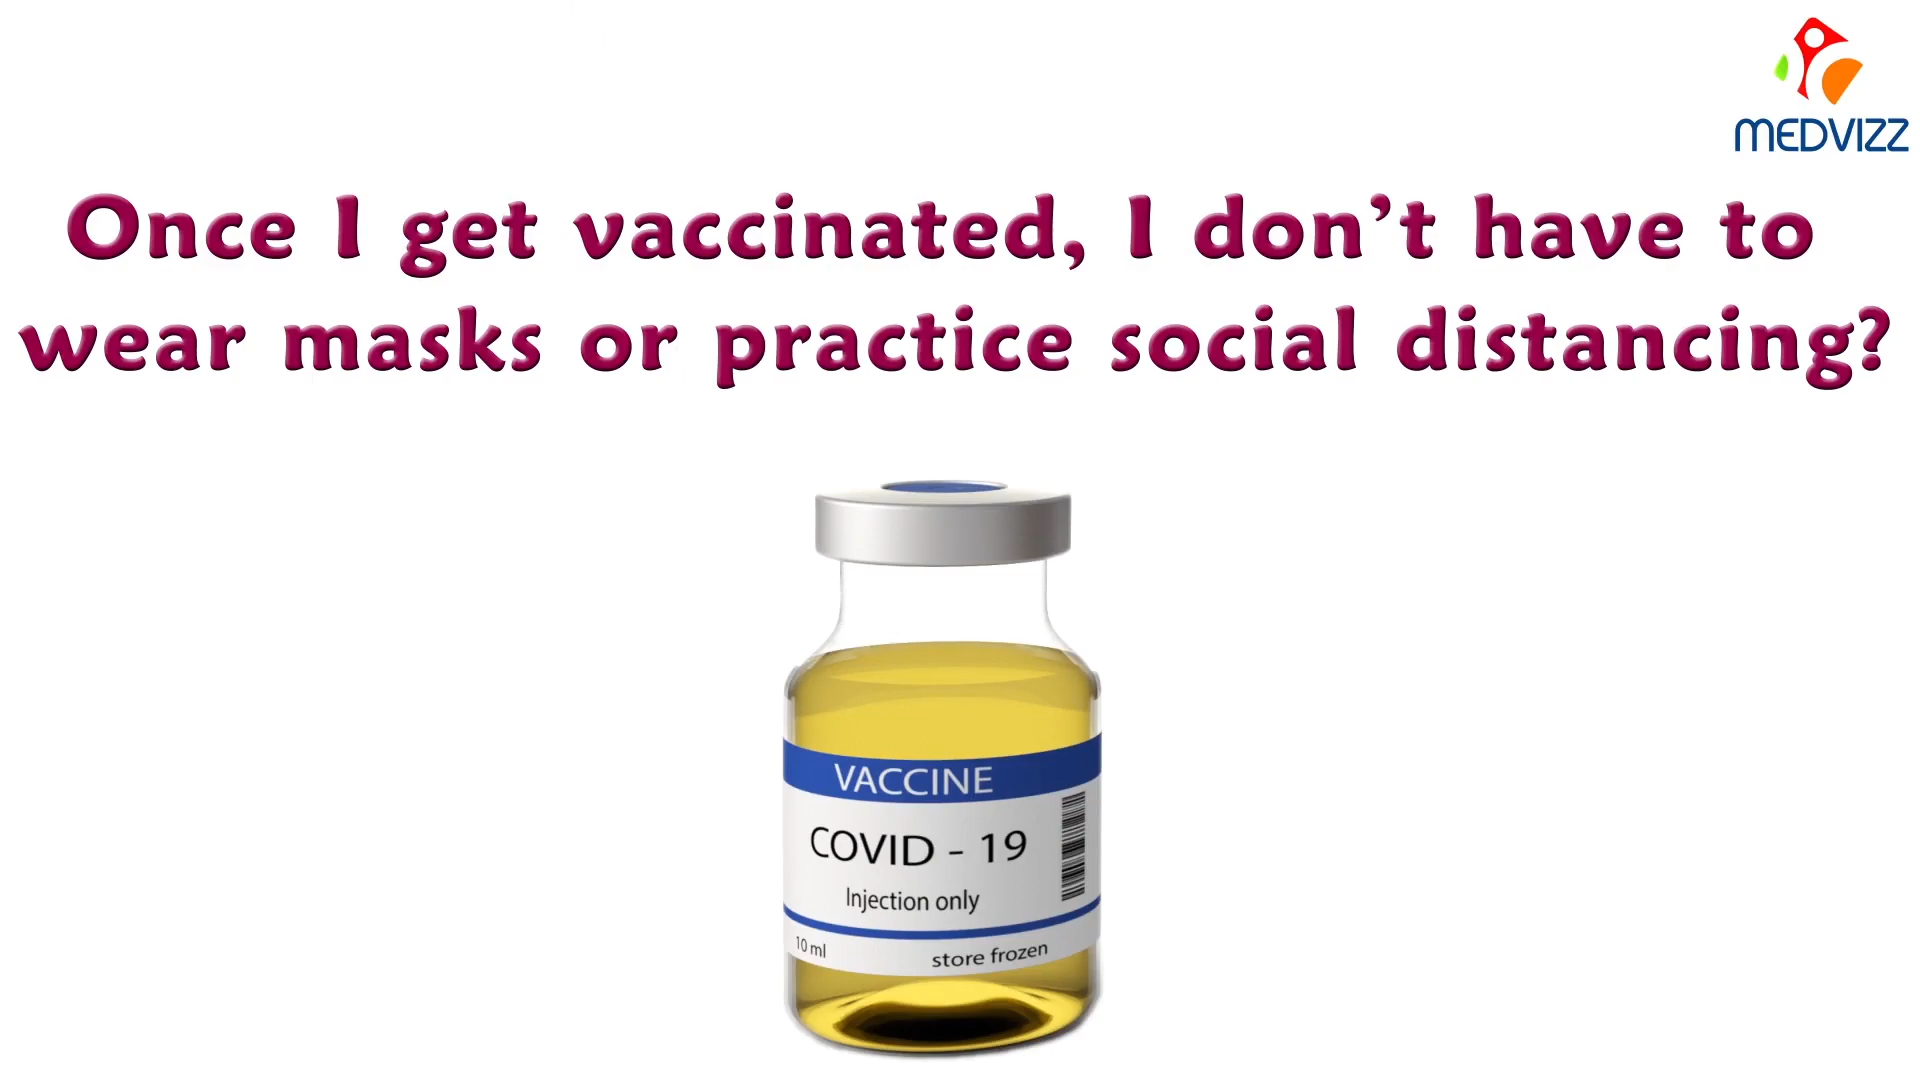 MEDVIZZ
Once I get vaccinated, I don’t have to
wear masks or practice social distancing?
VACCINE
COVID - 19
Injection only
10 ml
store frozen